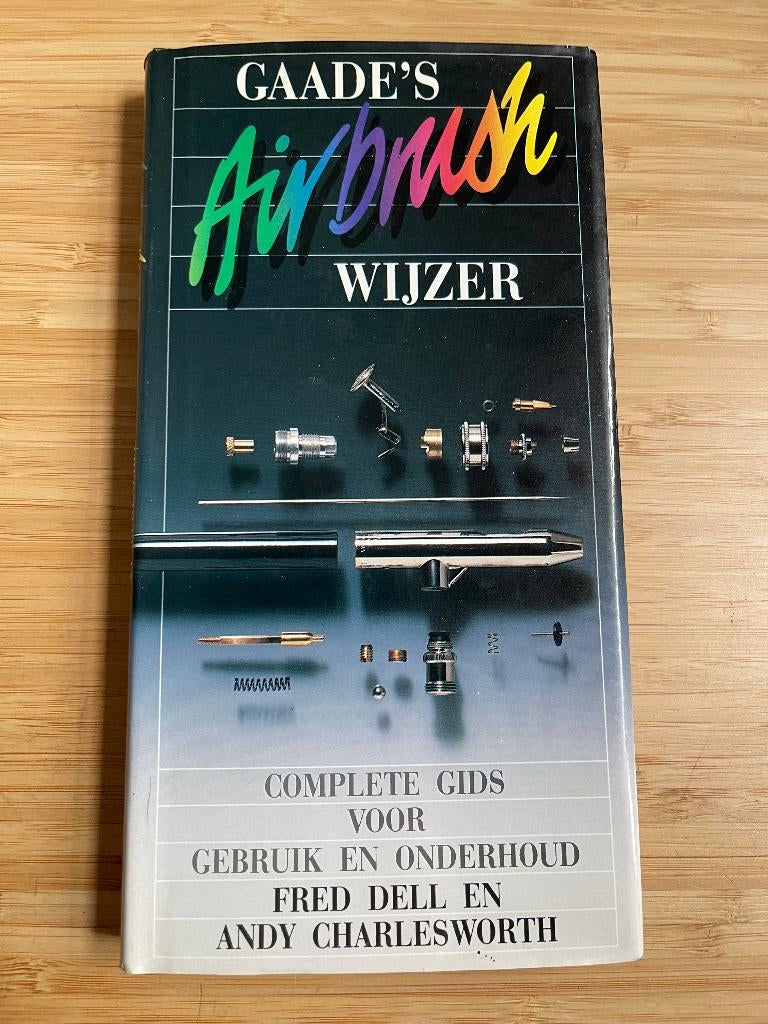 GAADE'S
Airbrush
WIJZER
COMPLETE GIDS
VOOR
GEBRUIK EN ONDERHOUD
FRED DELL EN
ANDY CHARLESWORTH